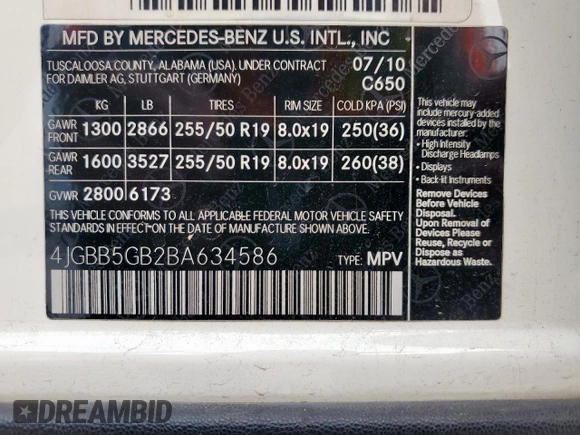 MFD BY MERCEDES-BENZ U.S. INTL., INC
TUSCALOOSA COUNTY, ALABAMA (USA). UNDER CONTRACT 07/10
FOR DAIMLER AG, STUTTGART (GERMANY) C650
KG LB TIRES RIM SIZE COLD KPA (PSI)
GAWR FRONT 1300 2866 255/50 R19 8.0x19 250(36)
GAWR REAR 1600 3527 255/50 R19 8.0x19 260(38)
GVWR 2800 6173
THIS VEHICLE CONFORMS TO ALL APPLICABLE FEDERAL MOTOR VEHICLE SAFETY
STANDARDS IN EFFECT ON THE DATE OF MANUFACTURE SHOWN ABOVE.
4JGBB5GB2BA634586 TYPE: MPV
This vehicle may
include mercury-added
devices installed by
the manufacturer:
• High Intensity
Discharge Headlamps
• Displays
• Back-lit Instruments
Remove Devices
Before Vehicle
Disposal.
Upon Removal of
Devices Please
Reuse, Recycle or
Dispose as
Hazardous Waste.
DREAMBID